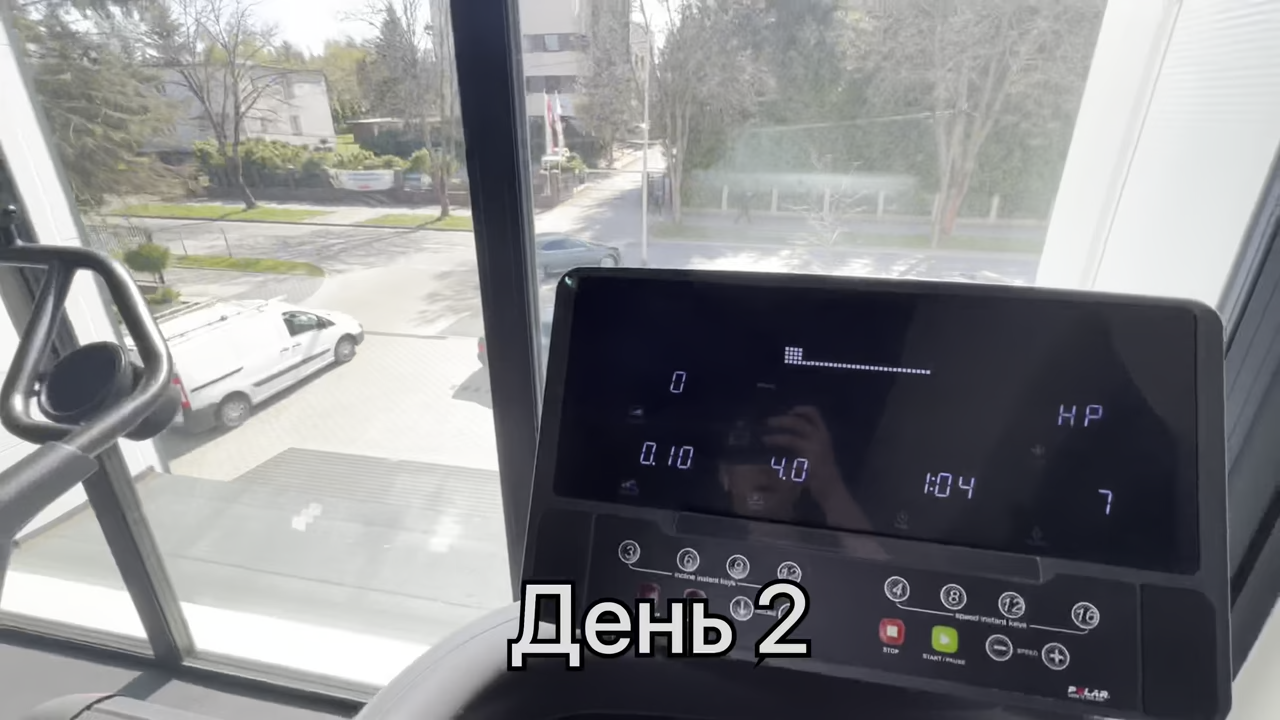 0
HP
0.10
4.0
1:04
7
3
6
9
12
incline instant keys
4
8
12
16
speed instant keys
STOP
START / PAUSE
SPEED
POLAR
День 2